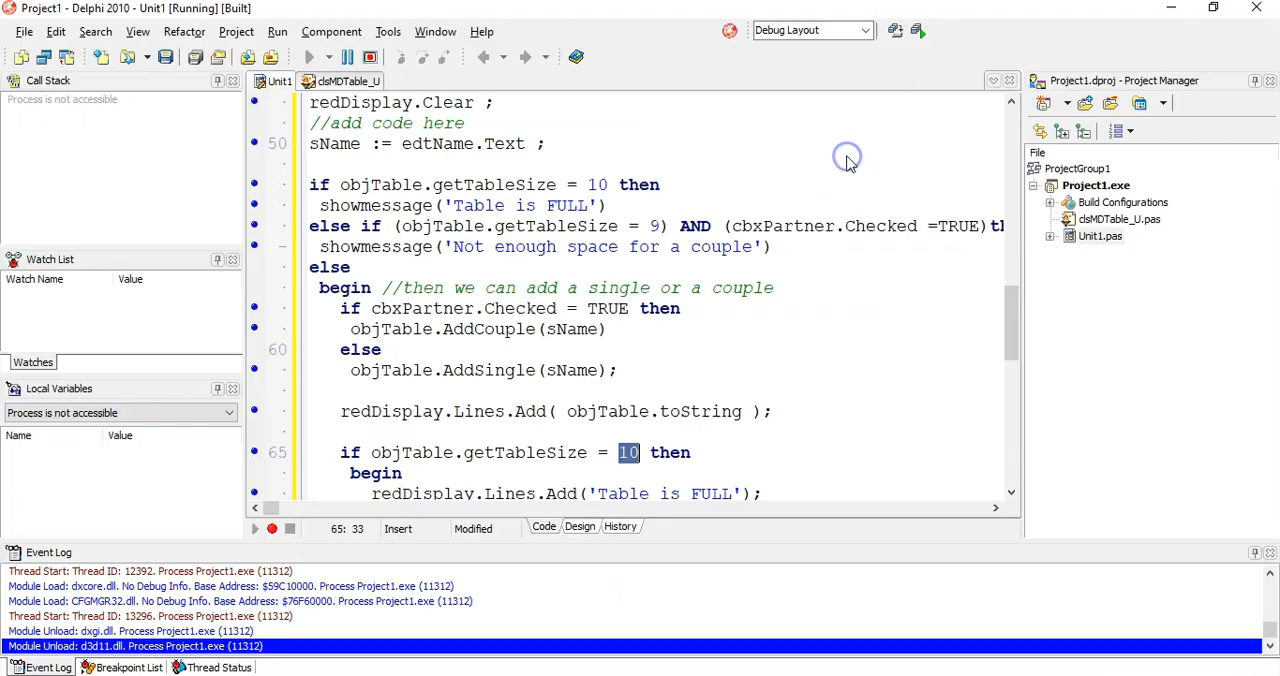 Project1 - Delphi 2010 - Unit1 [Running] [Built]
File Edit Search View Refactor Project Run Component Tools Window Help
Debug Layout
Call Stack
Process is not accessible
Unit1 clsMDTable_U
redDisplay.Clear ;
//add code here
50 sName := edtName.Text ;
if objTable.getTableSize = 10 then
showmessage('Table is FULL')
else if (objTable.getTableSize = 9) AND (cbxPartner.Checked =TRUE)th
showmessage('Not enough space for a couple')
else
begin //then we can add a single or a couple
if cbxPartner.Checked = TRUE then
objTable.AddCouple(sName)
60 else
objTable.AddSingle(sName);
redDisplay.Lines.Add( objTable.toString );
65 if objTable.getTableSize = 10 then
begin
redDisplay.Lines.Add('Table is FULL');
65: 33 Insert Modified Code Design History
Watch List
Watch Name Value
Watches
Local Variables
Process is not accessible
Name Value
Project1.dproj - Project Manager
File
ProjectGroup1
Project1.exe
Build Configurations
clsMDTable_U.pas
Unit1.pas
Event Log
Thread Start: Thread ID: 12392. Process Project1.exe (11312)
Module Load: dxcore.dll. No Debug Info. Base Address: $59C10000. Process Project1.exe (11312)
Module Load: CFGMGR32.dll. No Debug Info. Base Address: $76F60000. Process Project1.exe (11312)
Thread Start: Thread ID: 13296. Process Project1.exe (11312)
Module Unload: dxgi.dll. Process Project1.exe (11312)
Module Unload: d3d11.dll. Process Project1.exe (11312)
Event Log Breakpoint List Thread Status